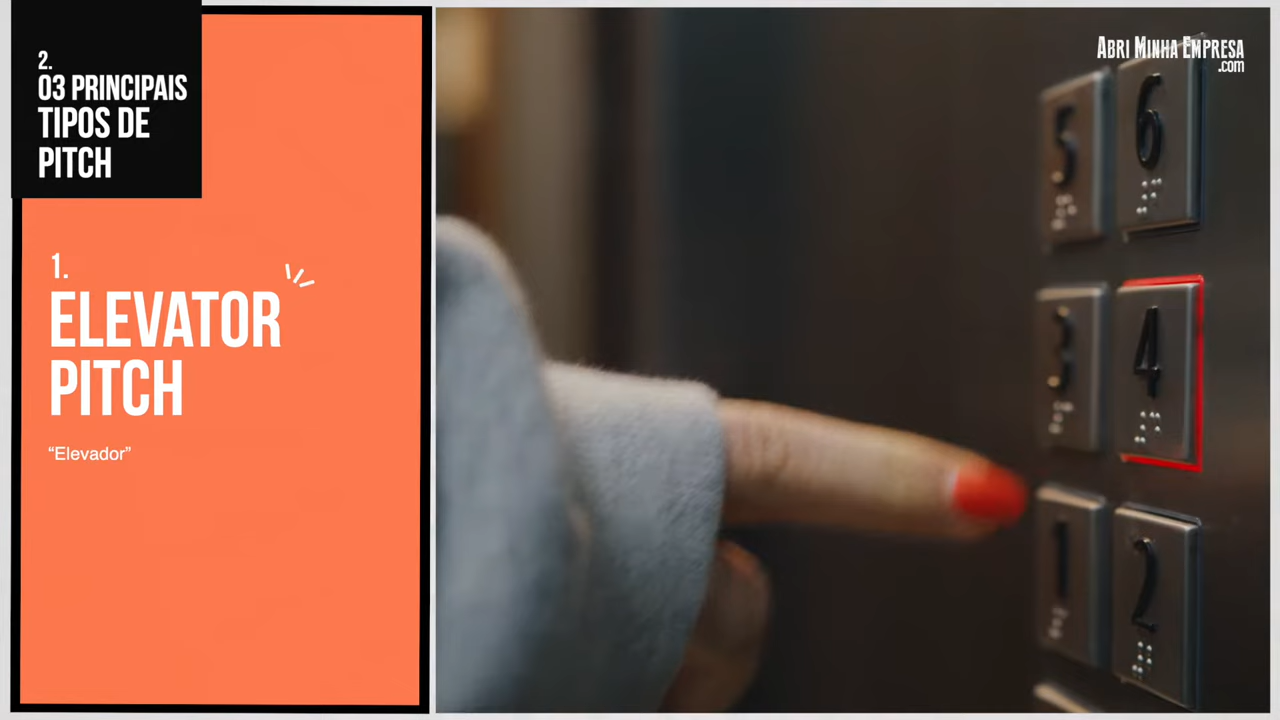 2.
03 PRINCIPAIS
TIPOS DE
PITCH
1.
ELEVATOR
PITCH
“Elevador”
ABRI MINHA EMPRESA
.com
5
6
3
4
1
2